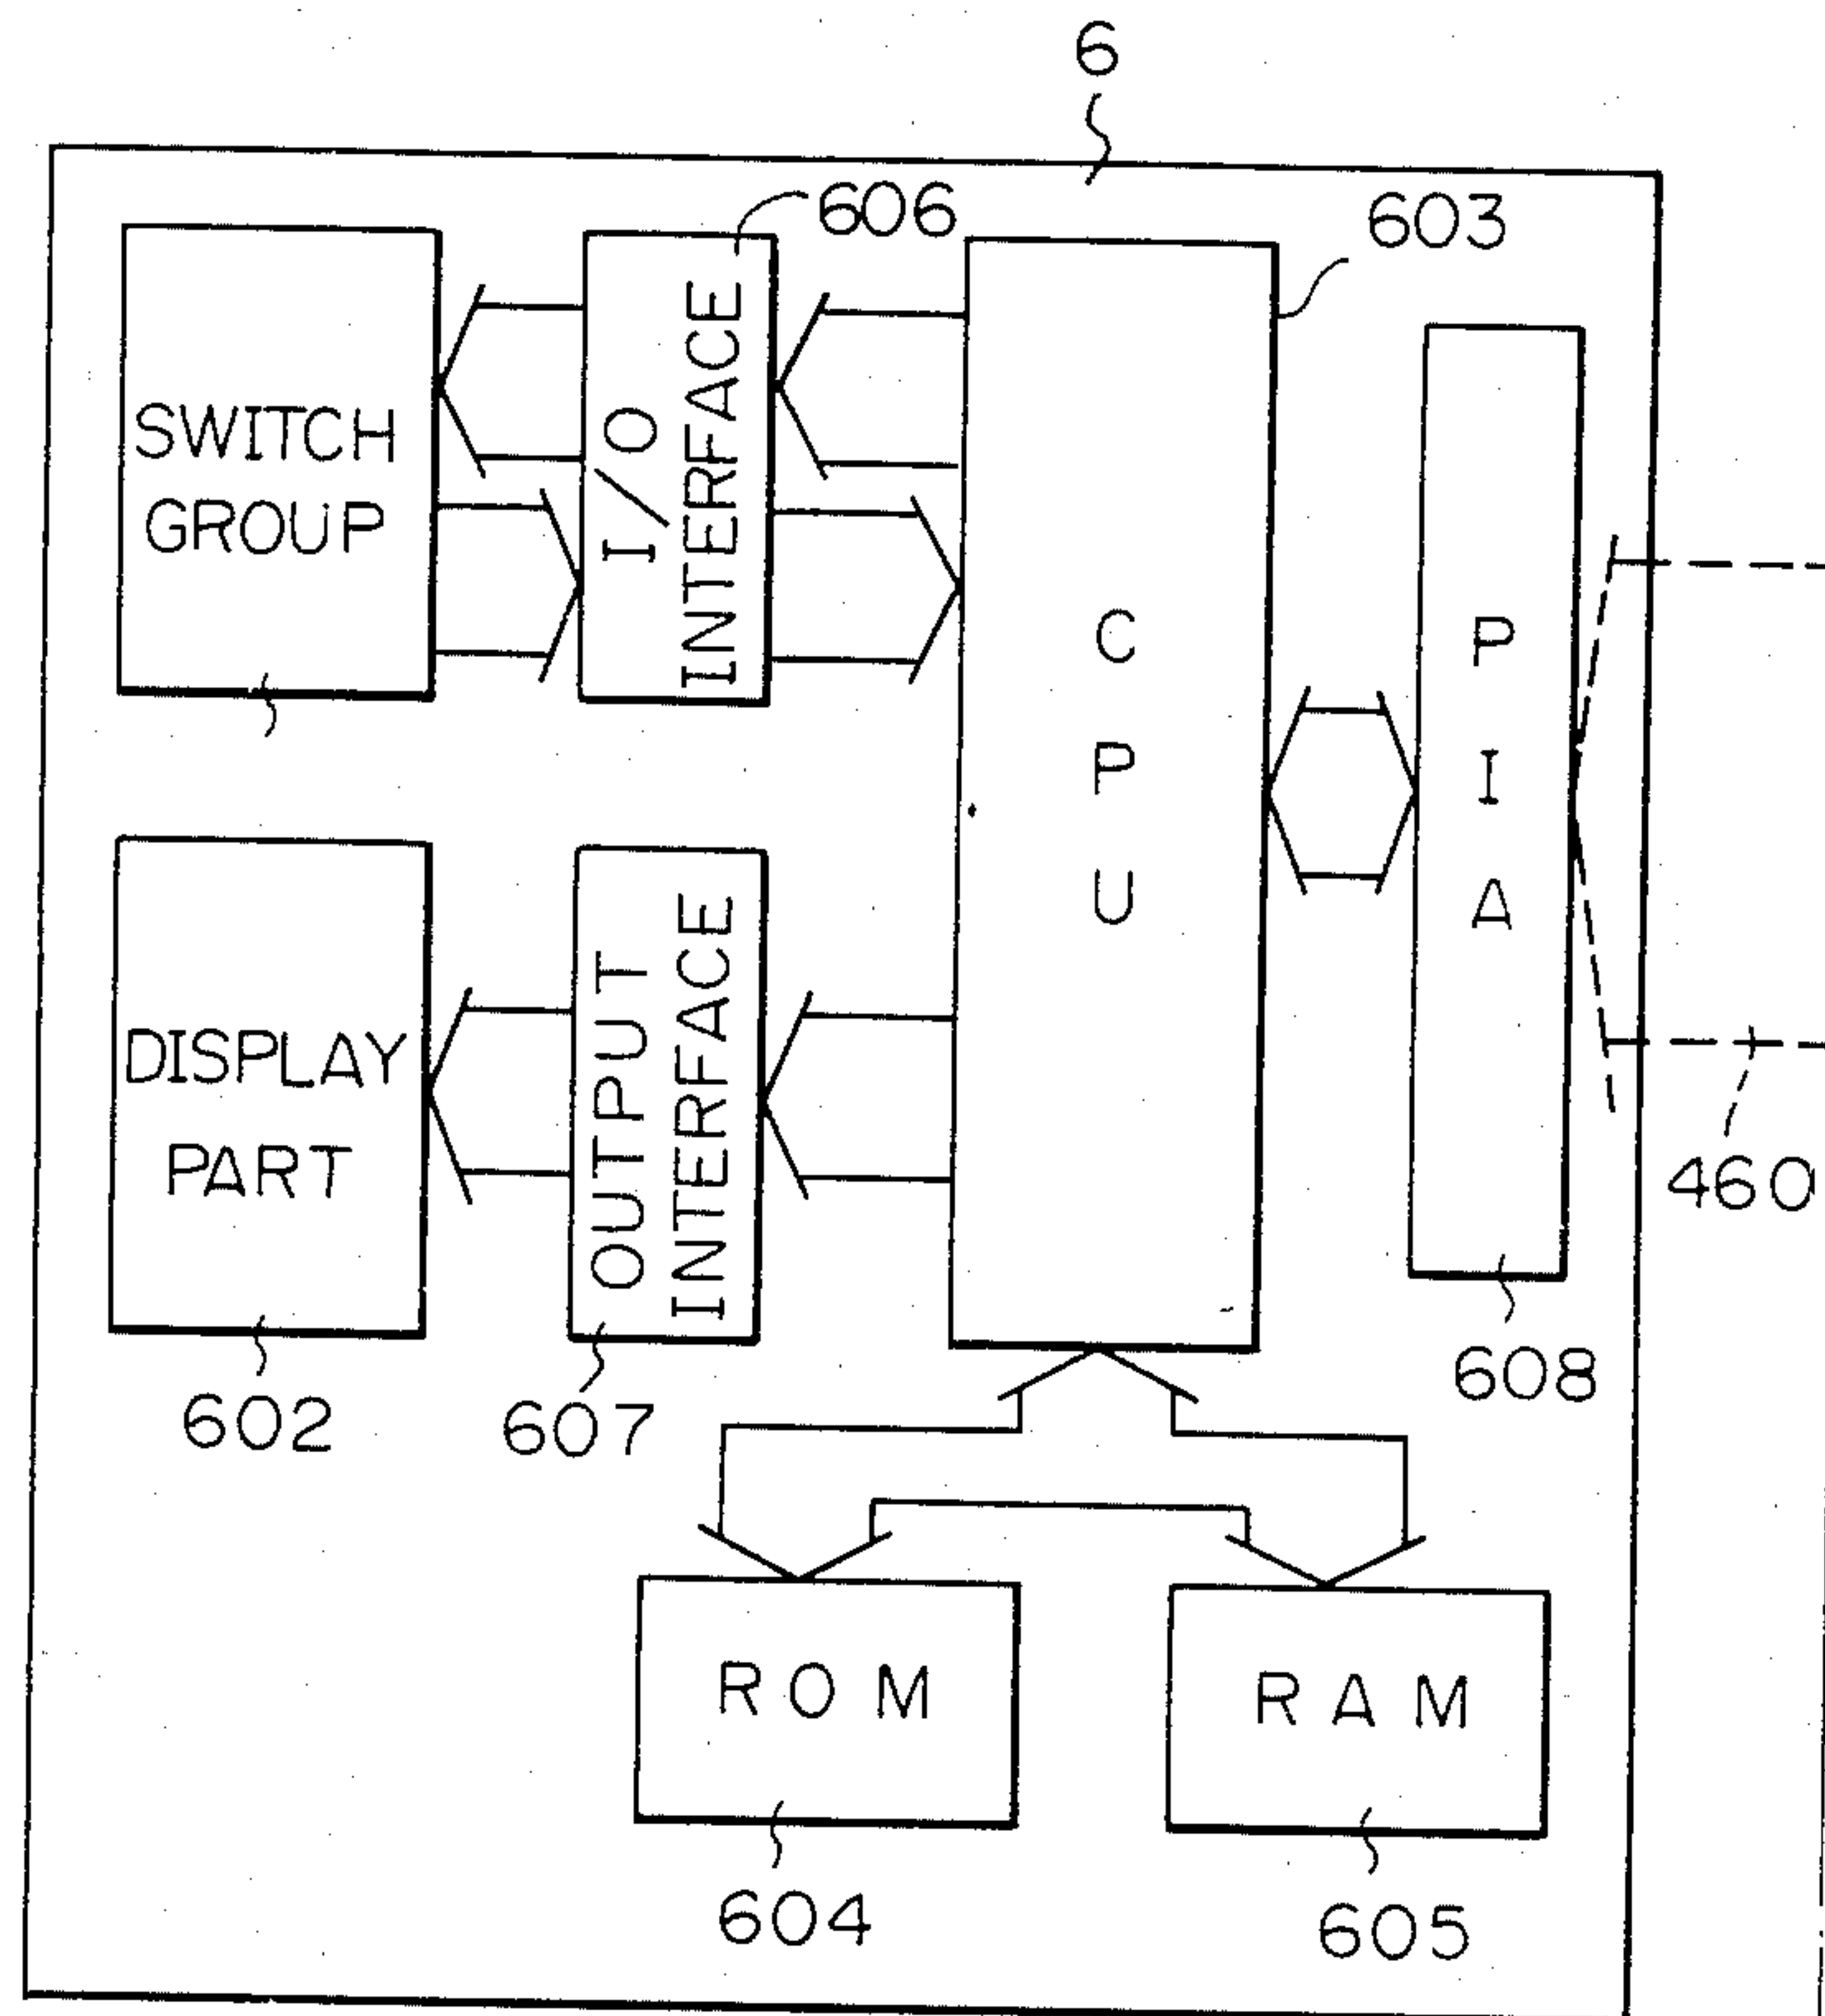 6
606
603
SWITCH
GROUP
I/O
INTERFACE
C
P
U
P
I
A
DISPLAY
PART
OUTPUT
INTERFACE
460
602
607
608
ROM
RAM
604
605